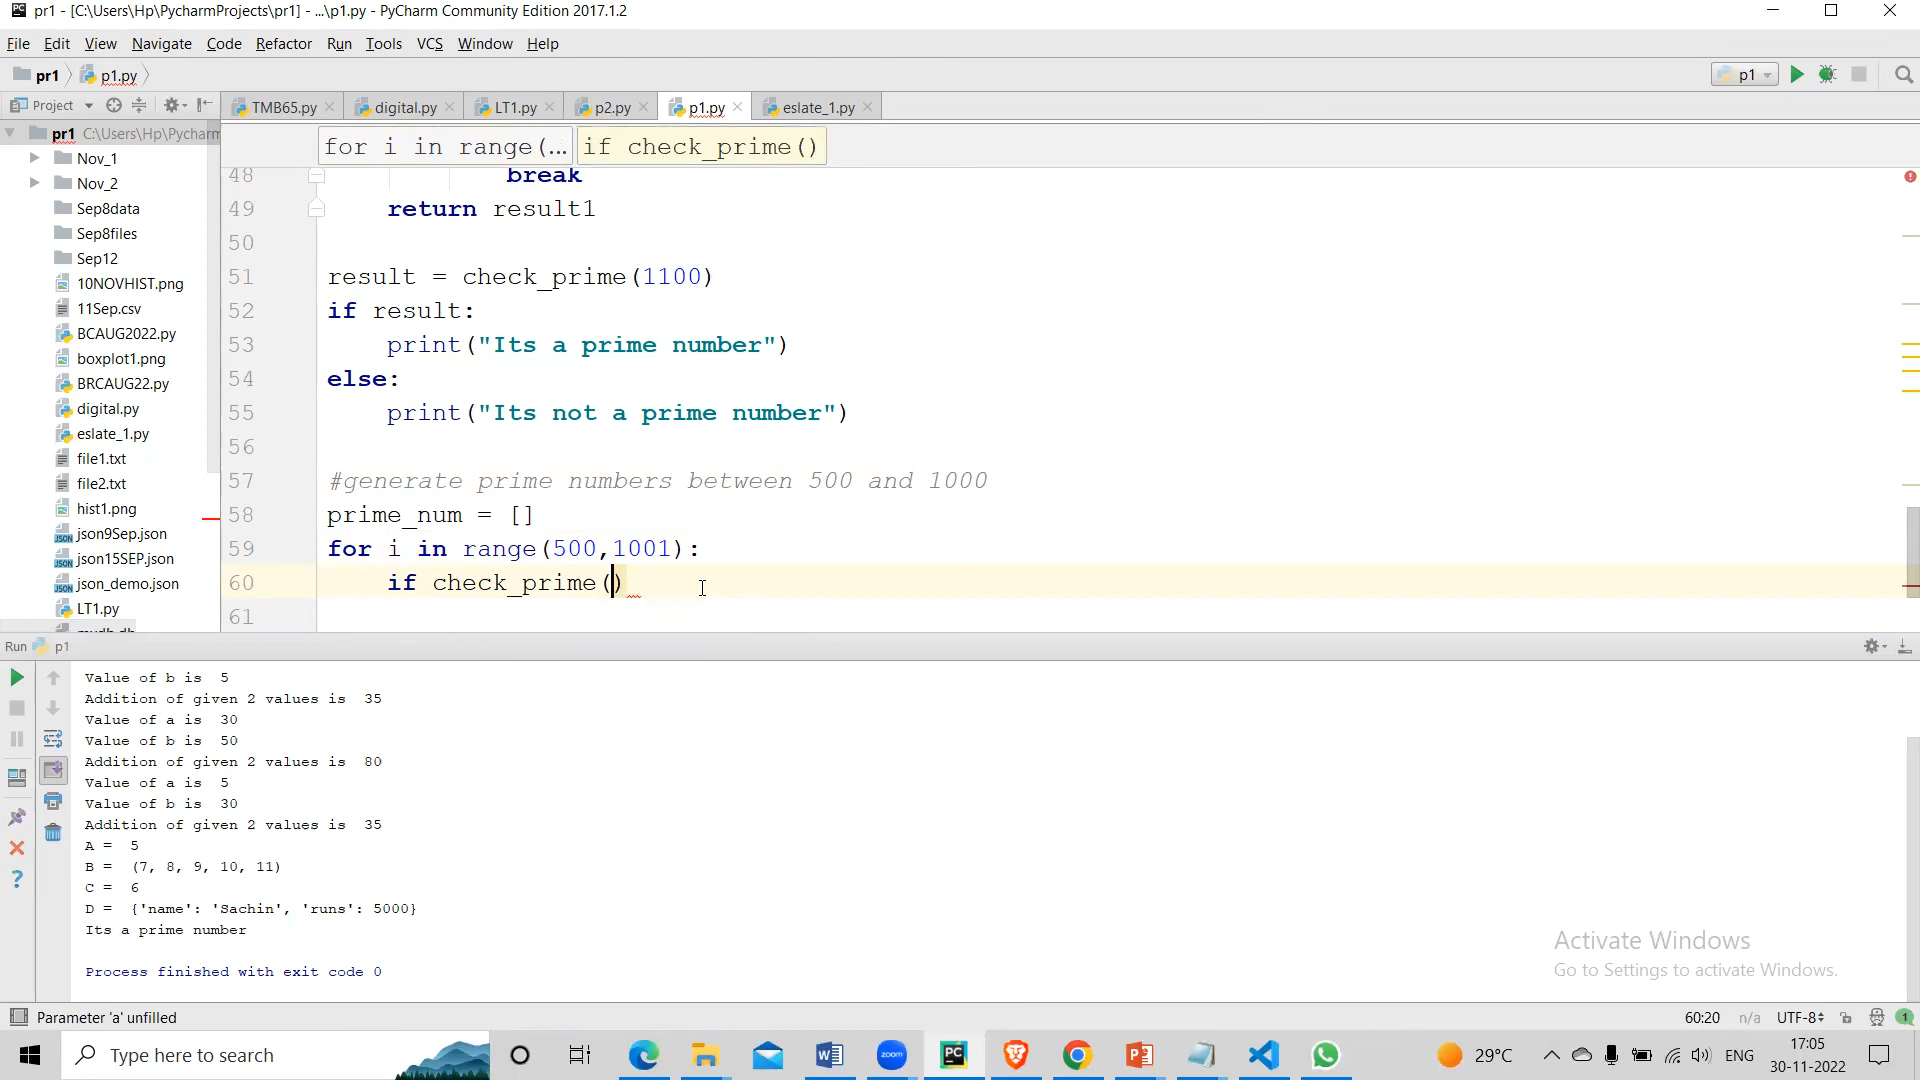 pr1 - [C:\Users\Hp\PycharmProjects\pr1] - ...\p1.py - PyCharm Community Edition 2017.1.2
File Edit View Navigate Code Refactor Run Tools VCS Window Help
pr1 p1.py p1
Project TMB65.py digital.py LT1.py p2.py p1.py eslate_1.py
pr1 C:\Users\Hp\Pycharm
Nov_1
Nov_2
Sep8data
Sep8files
Sep12
10NOVHIST.png
11Sep.csv
BCAUG2022.py
boxplot1.png
BRCAUG22.py
digital.py
eslate_1.py
file1.txt
file2.txt
hist1.png
json9Sep.json
json15SEP.json
json_demo.json
LT1.py
for i in range(... if check_prime()
48 break
49 return result1
50
51 result = check_prime(1100)
52 if result:
53 print("Its a prime number")
54 else:
55 print("Its not a prime number")
56
57 #generate prime numbers between 500 and 1000
58 prime_num = []
59 for i in range(500,1001):
60 if check_prime()
61
Run p1
Value of b is  5
Addition of given 2 values is  35
Value of a is  30
Value of b is  50
Addition of given 2 values is  80
Value of a is  5
Value of b is  30
Addition of given 2 values is  35
A =  5
B =  (7, 8, 9, 10, 11)
C =  6
D =  {'name': 'Sachin', 'runs': 5000}
Its a prime number
Process finished with exit code 0
Activate Windows
Go to Settings to activate Windows.
Parameter 'a' unfilled 60:20 n/a UTF-8 1
Type here to search zoom PC 29°C ENG 17:05
30-11-2022